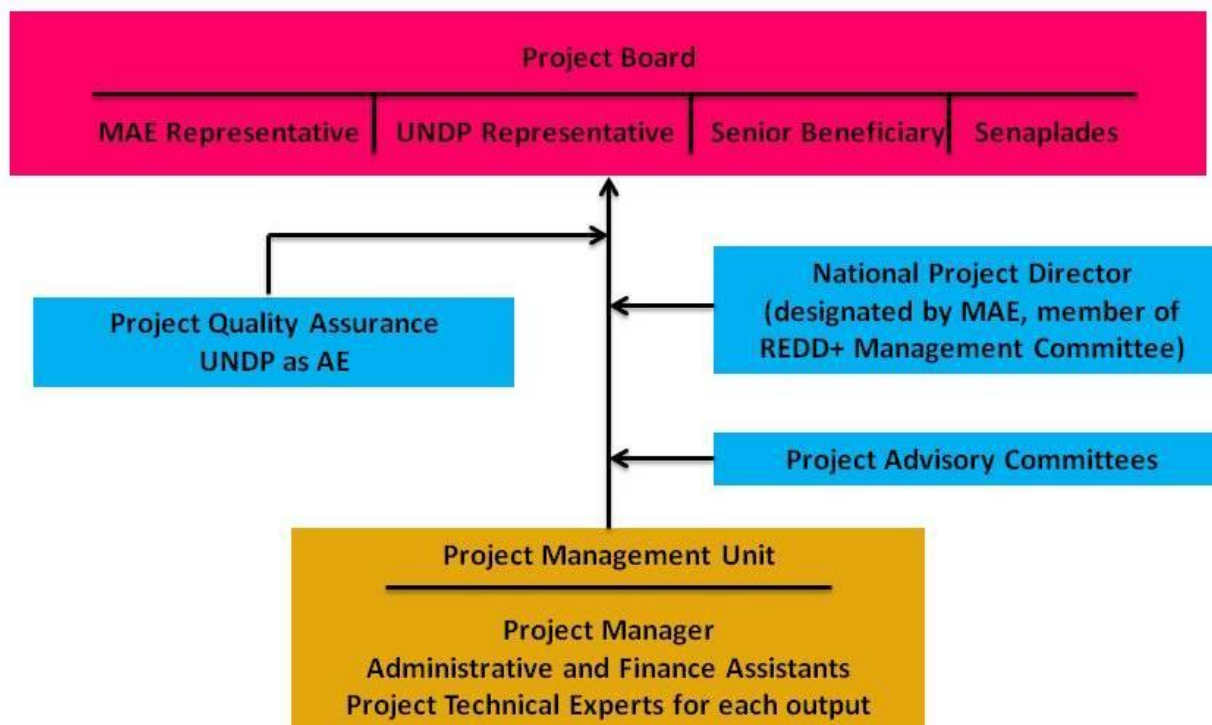 Project Board
MAE Representative UNDP Representative Senior Beneficiary Senaplades
Project Quality Assurance
UNDP as AE
National Project Director
(designated by MAE, member of
REDD+ Management Committee)
Project Advisory Committees
Project Management Unit
Project Manager
Administrative and Finance Assistants
Project Technical Experts for each output